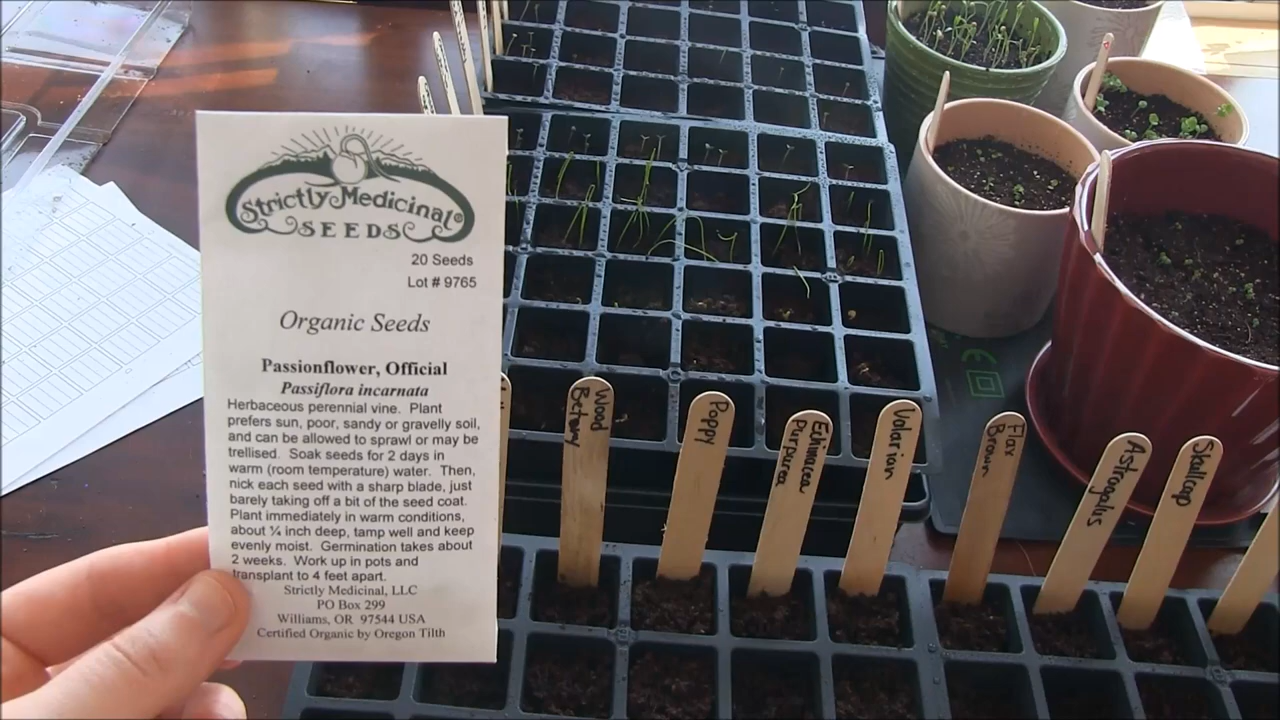 Strictly Medicinal®
SEEDS
20 Seeds
Lot # 9765
Organic Seeds
Passionflower, Official
Passiflora incarnata
Herbaceous perennial vine. Plant
prefers sun, poor, sandy or gravelly soil,
and can be allowed to sprawl or may be
trellised. Soak seeds for 2 days in
warm (room temperature) water. Then,
nick each seed with a sharp blade, just
barely taking off a bit of the seed coat.
Plant immediately in warm conditions,
about ¼ inch deep, tamp well and keep
evenly moist. Germination takes about
2 weeks. Work up in pots and
transplant to 4 feet apart.
Strictly Medicinal, LLC
PO Box 299
Williams, OR 97544 USA
Certified Organic by Oregon Tilth
Wood
Betony
Poppy
Echinacea
Purpurea
Valarian
Flax
Brown
Astragalus
Skullcap